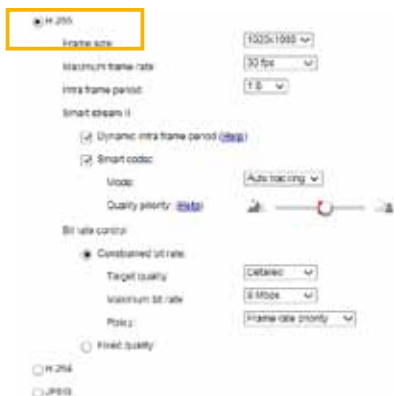 H.265
Frame size: 1920x1080
Maximum frame rate: 30 fps
Intra frame period: 1 S
Smart stream II
Dynamic intra frame period (Help)
Smart codec
Mode: Auto tracking
Quality priority: (Help)
Bit rate control
Constrained bit rate:
Target quality: Detailed
Maximum bit rate: Mbps
Policy: Frame rate priority
Fixed quality
H.264
JPEG